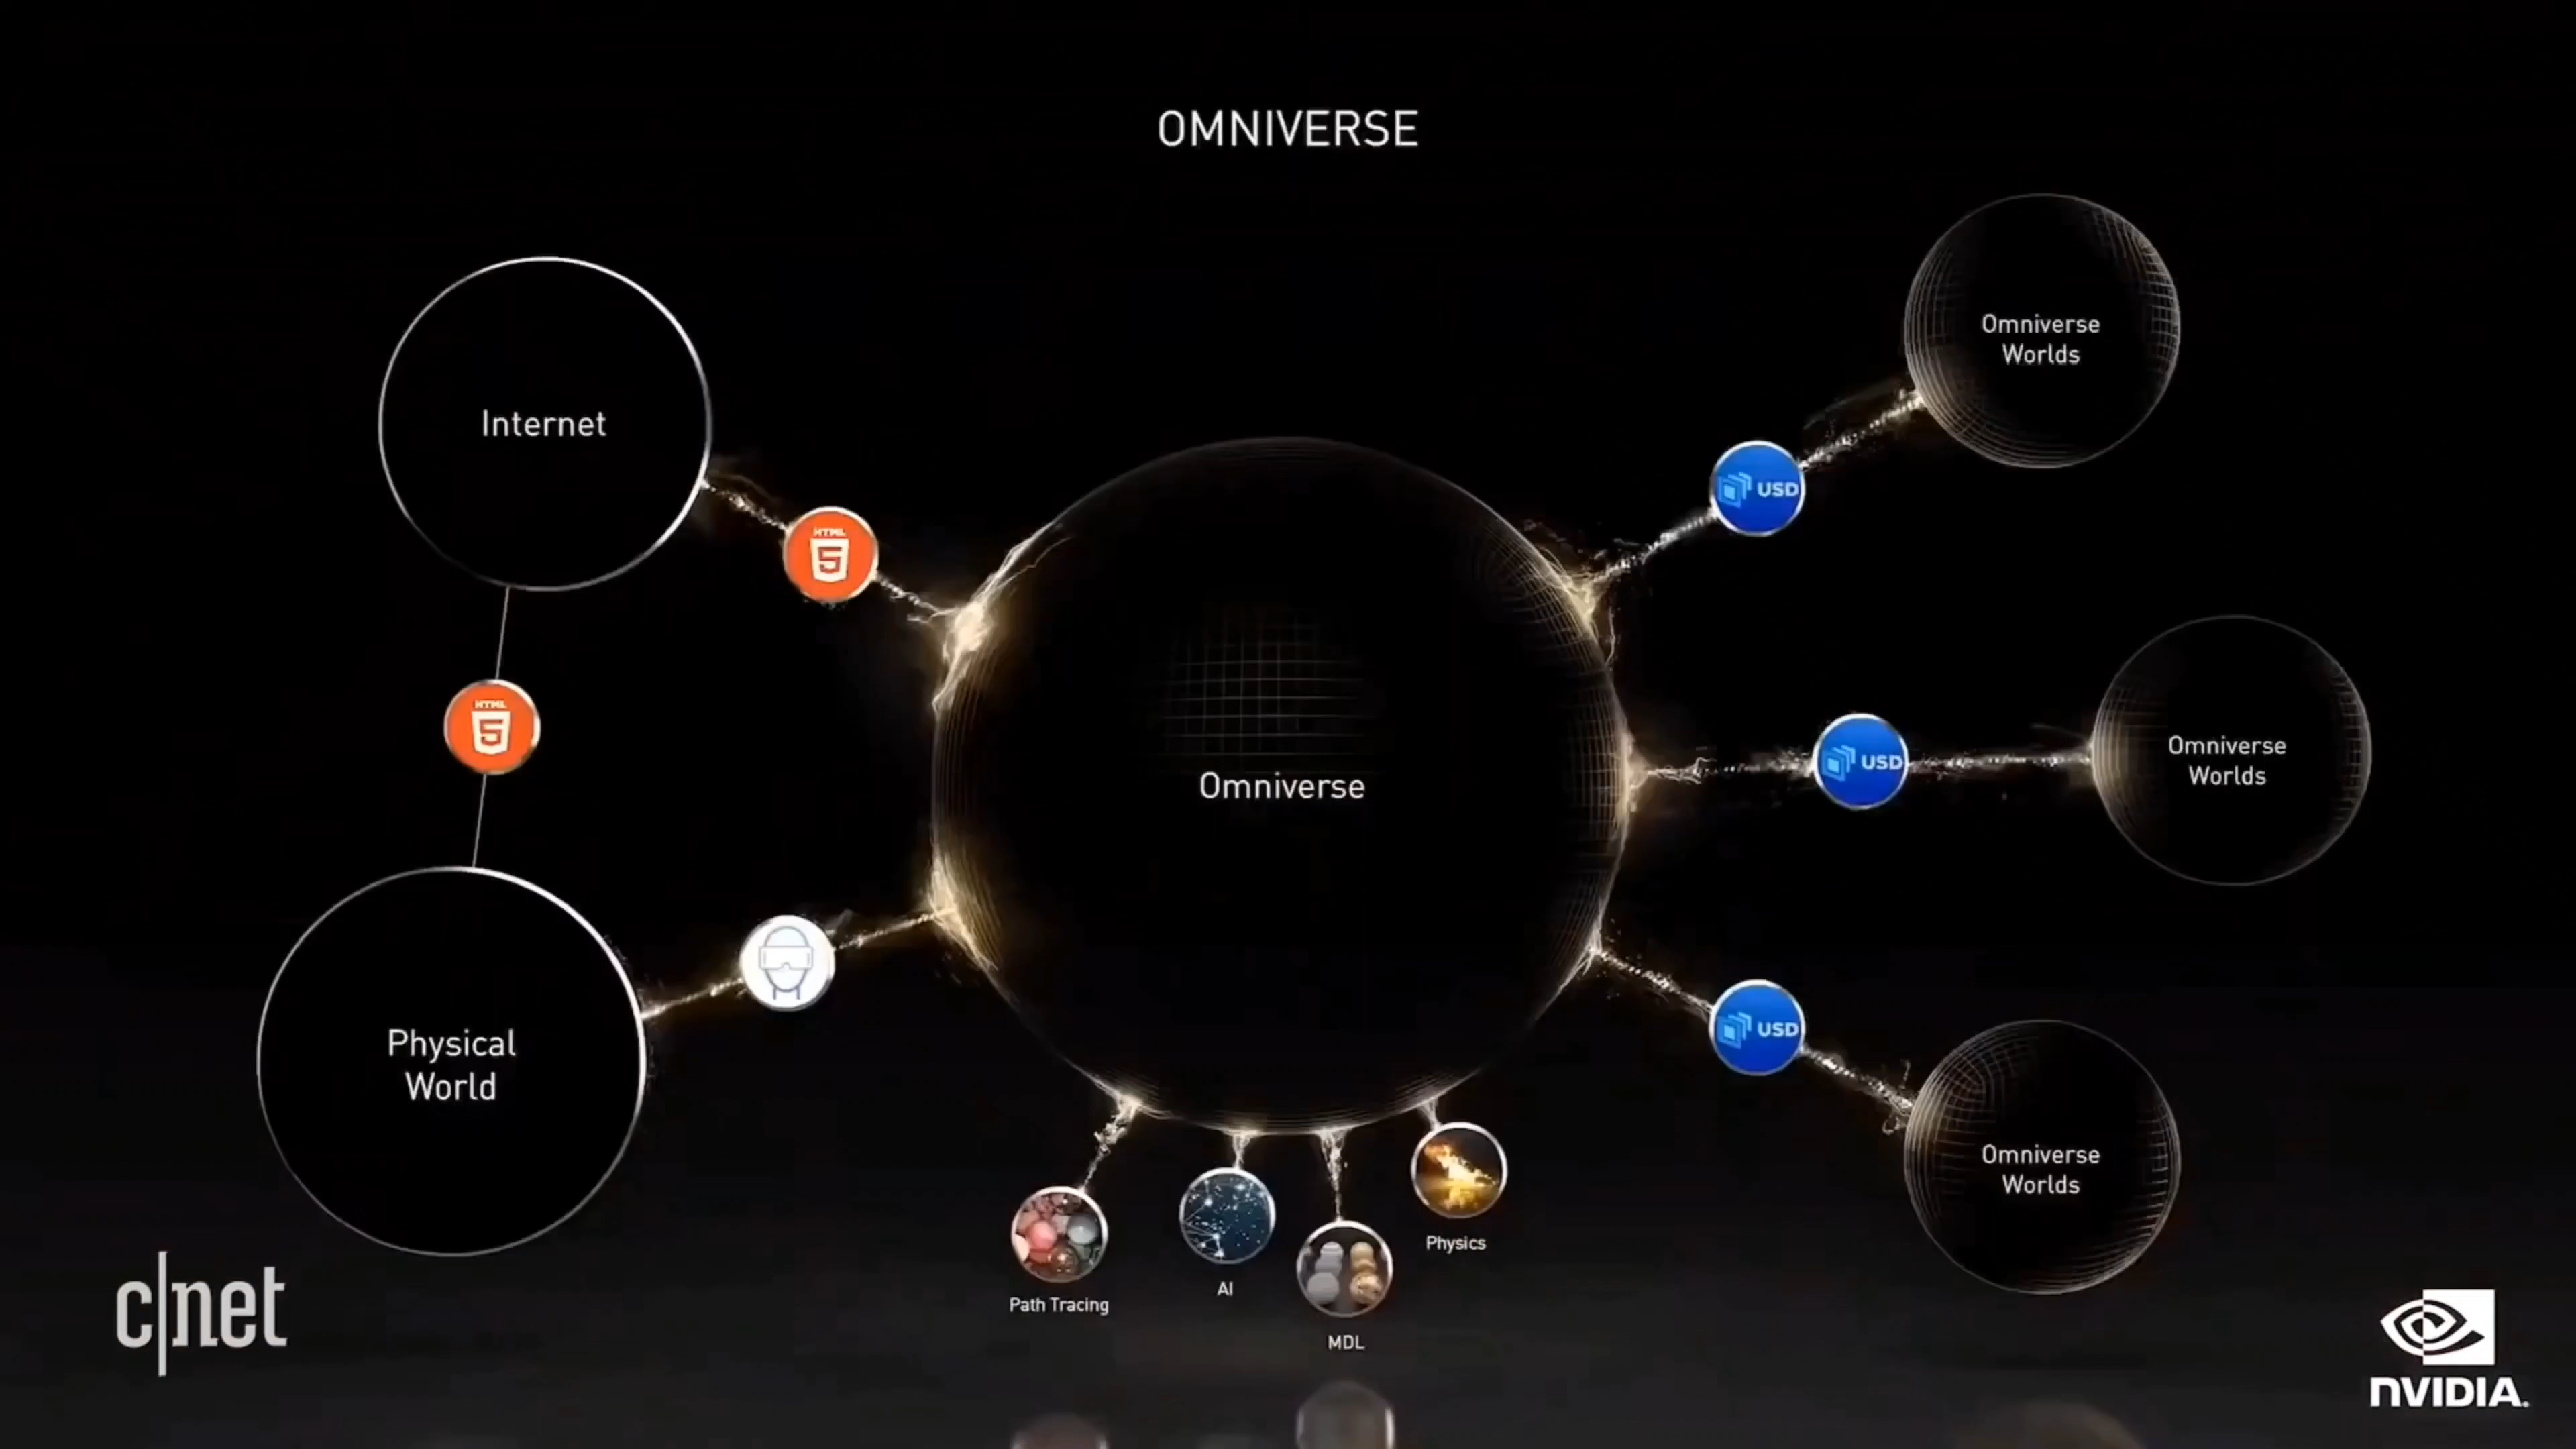 OMNIVERSE
Internet
HTML
5
HTML
5
Physical
World
Omniverse
USD
Omniverse
Worlds
USD
Omniverse
Worlds
USD
Omniverse
Worlds
Path Tracing
AI
MDL
Physics
c|net
NVIDIA.